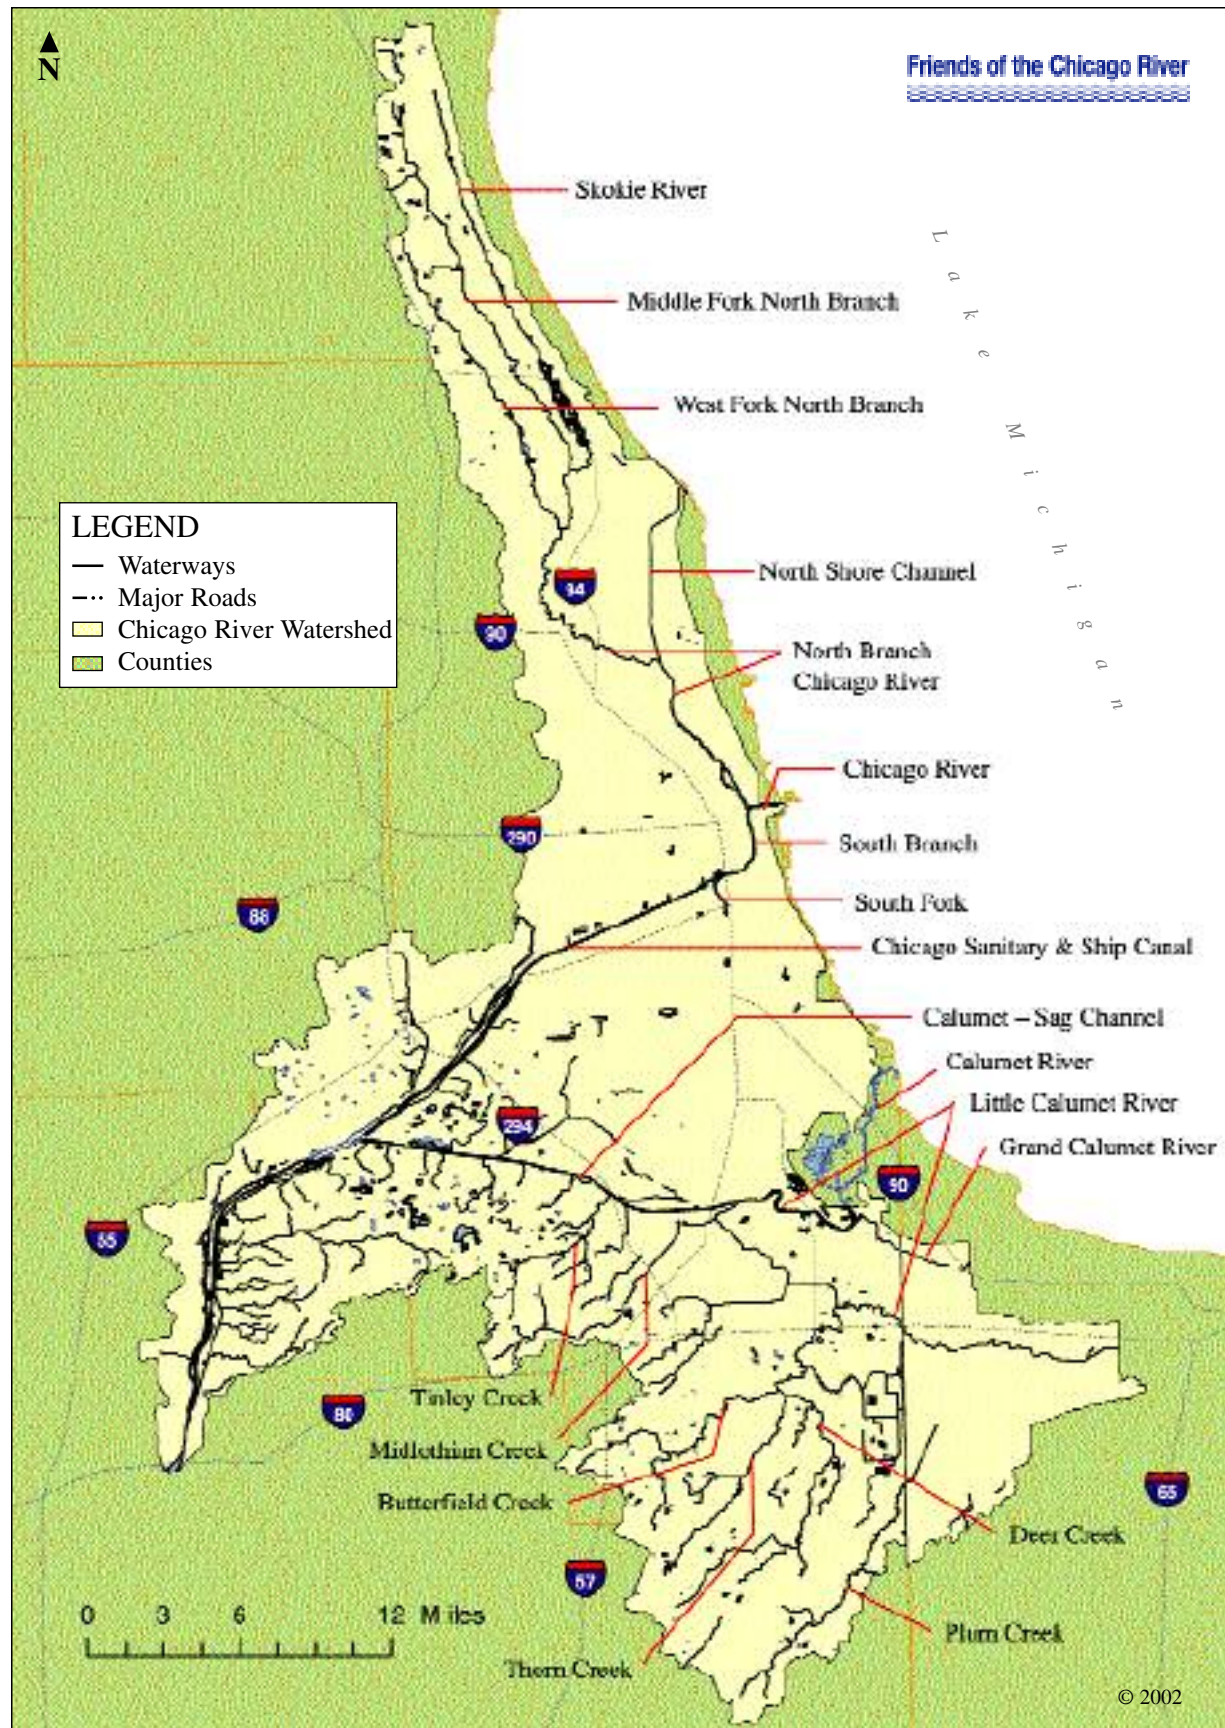 N
Friends of the Chicago River
Skokie River
Lake Michigan
Middle Fork North Branch
West Fork North Branch
LEGEND
Waterways
Major Roads
Chicago River Watershed
Counties
North Shore Channel
94
90
North Branch
Chicago River
Chicago River
290
South Branch
88
South Fork
Chicago Sanitary & Ship Canal
Calumet – Sag Channel
Calumet River
Little Calumet River
294
Grand Calumet River
90
55
Tinley Creek
80
Midlothian Creek
Butterfield Creek
65
Deer Creek
57
0 3 6 12 Miles
Plum Creek
Thorn Creek
© 2002